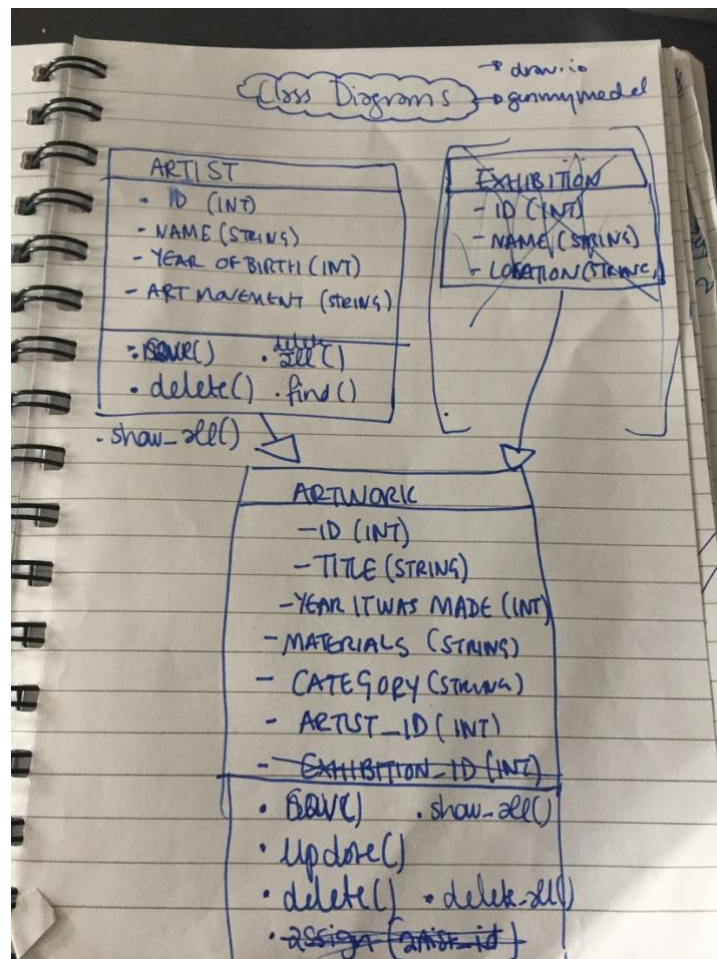 Class Diagrams
→ draw.io
→ genmymodel
ARTIST
• ID (INT)
- NAME (STRING)
- YEAR OF BIRTH (INT)
- ART MOVEMENT (STRING)
• save() • delete all()
• delete() • find()
• show_all()
EXHIBITION
- ID (INT)
- NAME (STRING)
- LOCATION (STRING)
ARTWORK
- ID (INT)
- TITLE (STRING)
- YEAR IT WAS MADE (INT)
- MATERIALS (STRING)
- CATEGORY (STRING)
- ARTIST_ID (INT)
- EXHIBITION_ID (INT)
• save() • show_all()
• update()
• delete() • delete_all()
• assign (artist_id)